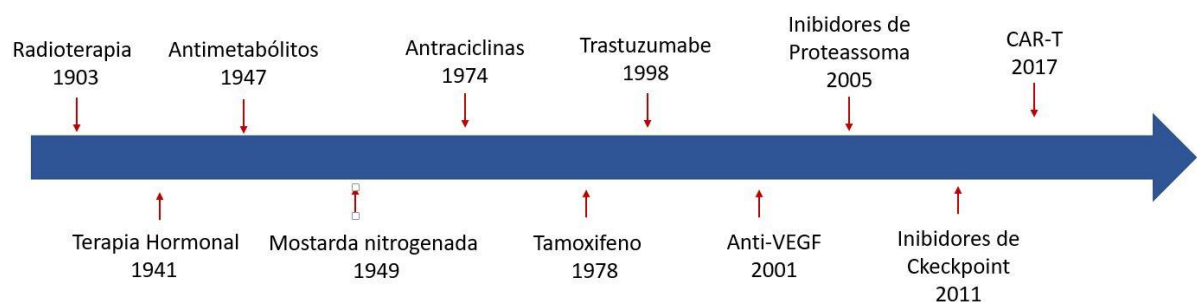 Radioterapia
1903
Antimetabólitos
1947
Antraciclinas
1974
Trastuzumabe
1998
Inibidores de
Proteassoma
2005
CAR-T
2017
Terapia Hormonal
1941
Mostarda nitrogenada
1949
Tamoxifeno
1978
Anti-VEGF
2001
Inibidores de
Ckeckpoint
2011